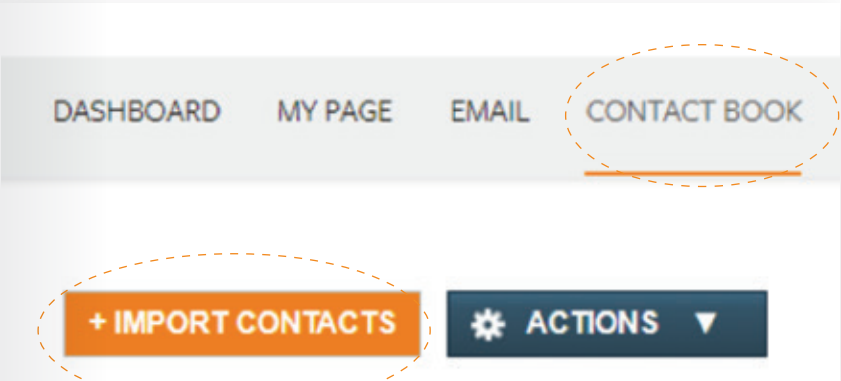 DASHBOARD MY PAGE EMAIL CONTACT BOOK
+ IMPORT CONTACTS ACTIONS ▼